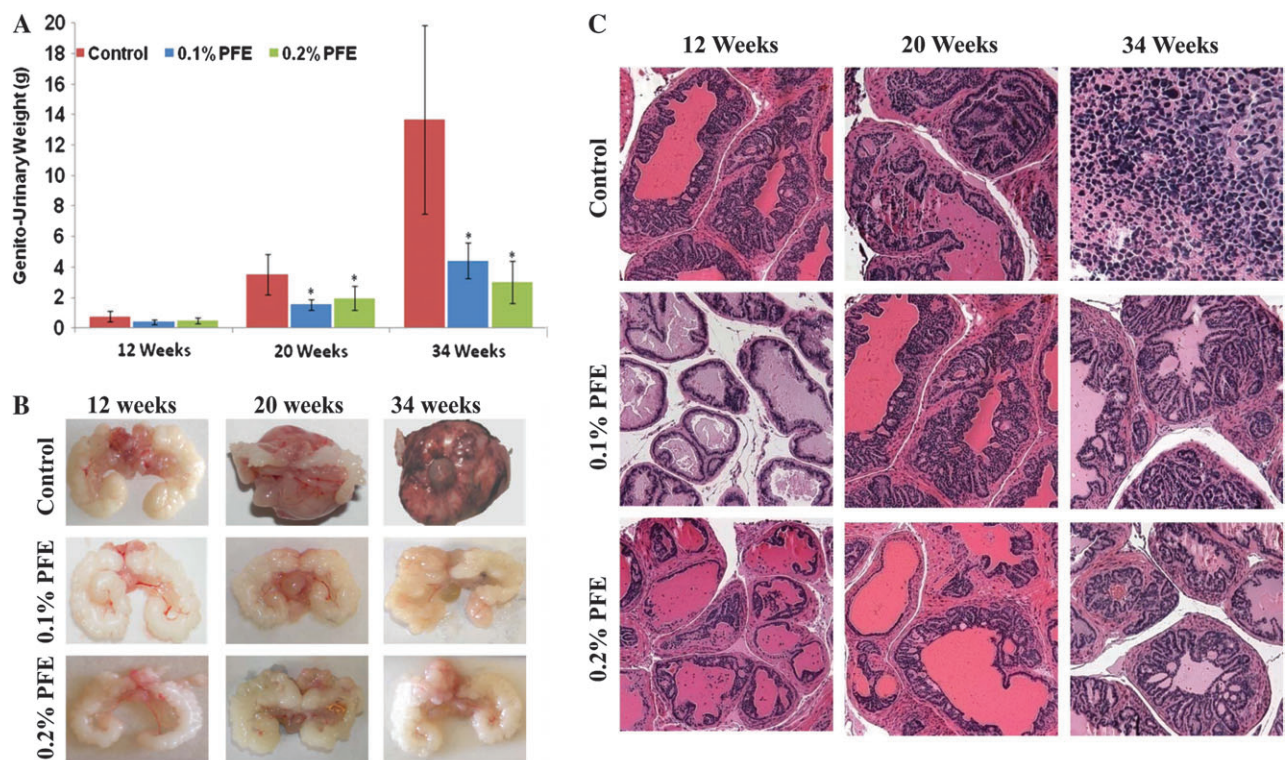 A
20
18
16
14
12
10
8
6
4
2
0
Genito-Urinary Weight (g)
Control 0.1% PFE 0.2% PFE
* * * *
12 Weeks 20 Weeks 34 Weeks
B
12 weeks 20 weeks 34 weeks
Control
0.1% PFE
0.2% PFE
C
12 Weeks 20 Weeks 34 Weeks
Control
0.1% PFE
0.2% PFE